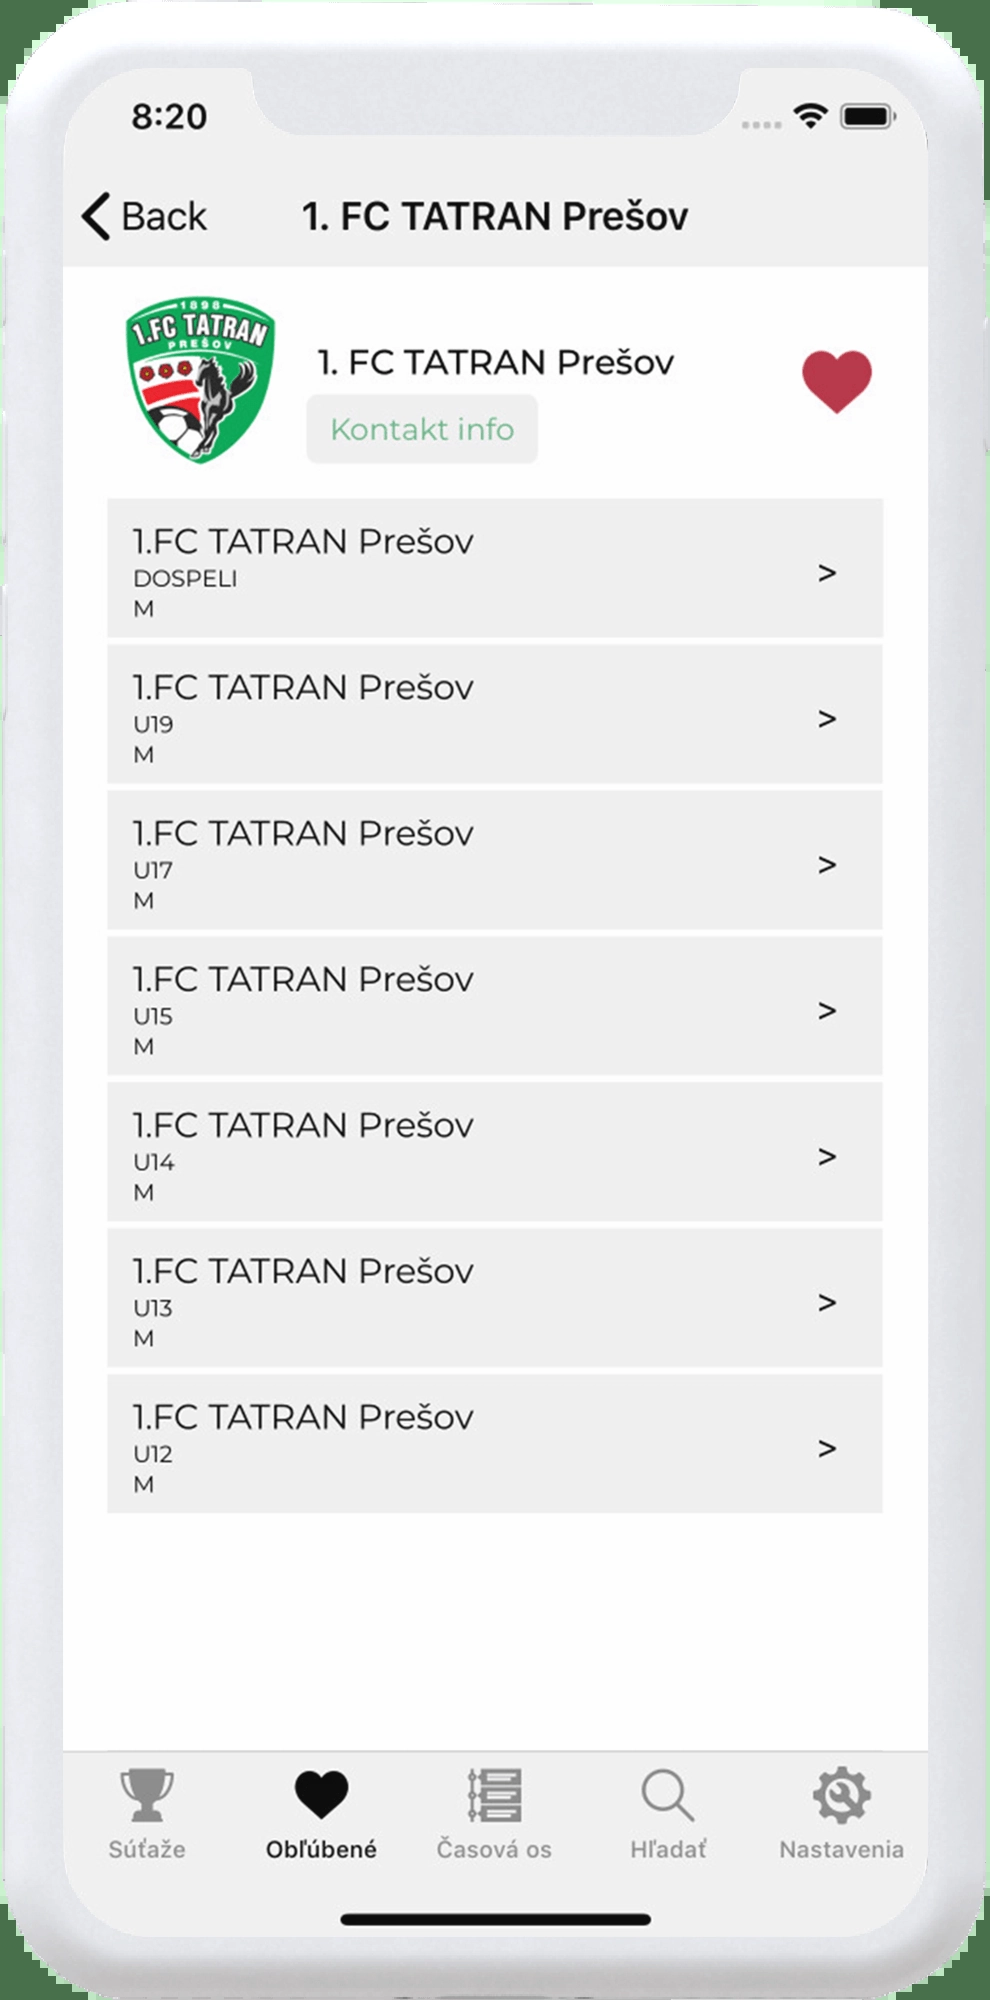 8:20
Back
1. FC TATRAN Prešov
1898
1.FC TATRAN
PREŠOV
1. FC TATRAN Prešov
Kontakt info
1.FC TATRAN Prešov
DOSPELI
M
>
1.FC TATRAN Prešov
U19
M
>
1.FC TATRAN Prešov
U17
M
>
1.FC TATRAN Prešov
U15
M
>
1.FC TATRAN Prešov
U14
M
>
1.FC TATRAN Prešov
U13
M
>
1.FC TATRAN Prešov
U12
M
>
Súťaže
Obľúbené
Časová os
Hľadať
Nastavenia